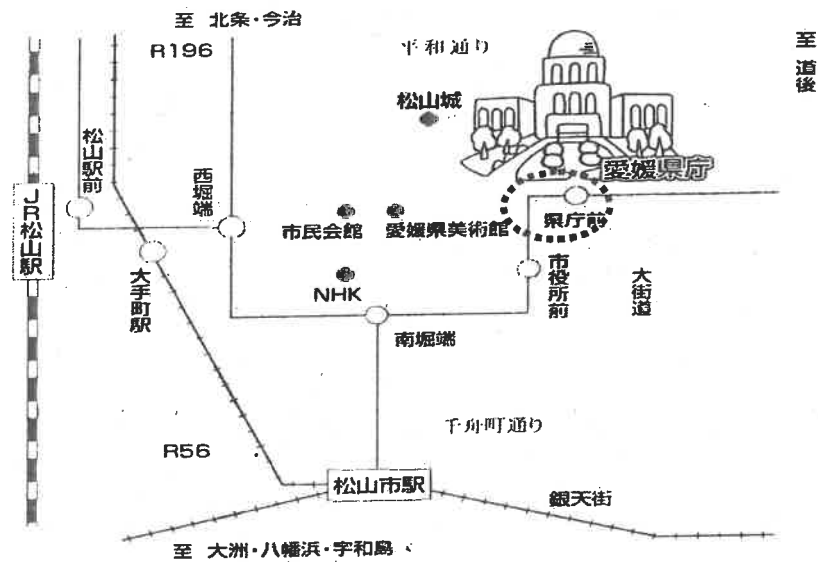 至 北条・今治
R196
平和通り
至 道後
松山城
松山駅前
西堀端
愛媛県庁
JR松山駅
市民会館
愛媛県美術館
県庁前
大手町駅
NHK
市役所前
大街道
南堀端
千舟町通り
R56
松山市駅
銀天街
至 大洲・八幡浜・宇和島